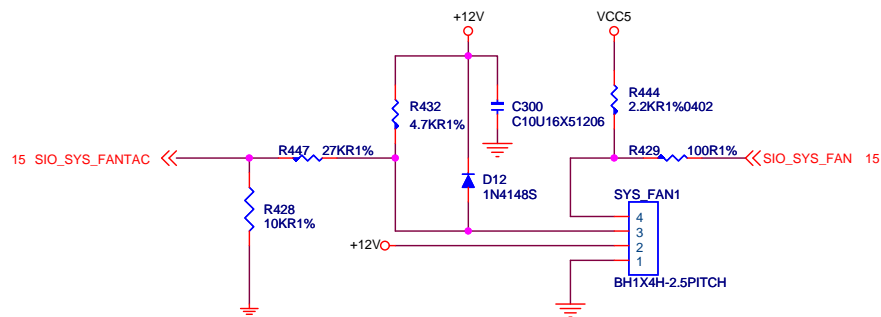 +12V
VCC5
R432
4.7KR1%
C300
C10U16X51206
R444
2.2KR1%0402
15 SIO_SYS_FANTAC
R447 27KR1%
R429 100R1%
SIO_SYS_FAN 15
D12
1N4148S
R428
10KR1%
SYS_FAN1
4
3
+12V
2
1
BH1X4H-2.5PITCH